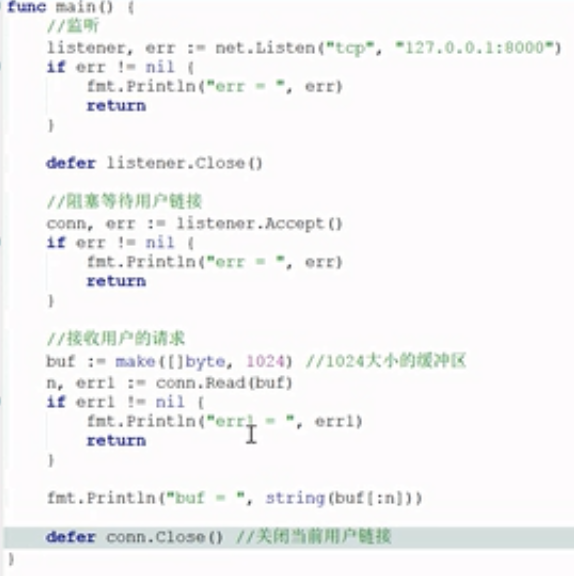 func main() {
    //监听
    listener, err := net.Listen("tcp", "127.0.0.1:8000")
    if err != nil {
        fmt.Println("err = ", err)
        return
    }

    defer listener.Close()

    //阻塞等待用户链接
    conn, err := listener.Accept()
    if err != nil {
        fmt.Println("err = ", err)
        return
    }

    //接收用户的请求
    buf := make([]byte, 1024) //1024大小的缓冲区
    n, err1 := conn.Read(buf)
    if err1 != nil {
        fmt.Println("err1 = ", err1)
        return
    }

    fmt.Println("buf = ", string(buf[:n]))

    defer conn.Close() //关闭当前用户链接
}